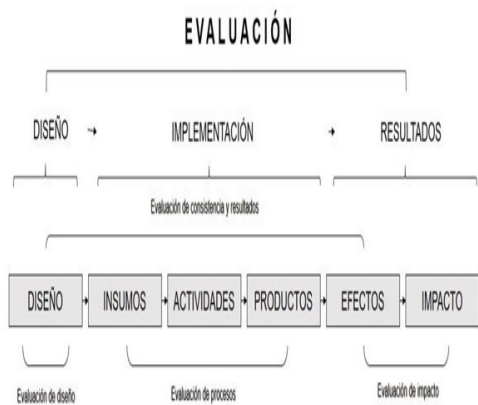 EVALUACIÓN
DISEÑO IMPLEMENTACIÓN RESULTADOS
Evaluación de consistencia y resultados
DISEÑO INSUMOS ACTIVIDADES PRODUCTOS EFECTOS IMPACTO
Evaluación de diseño Evaluación de procesos Evaluación de impacto